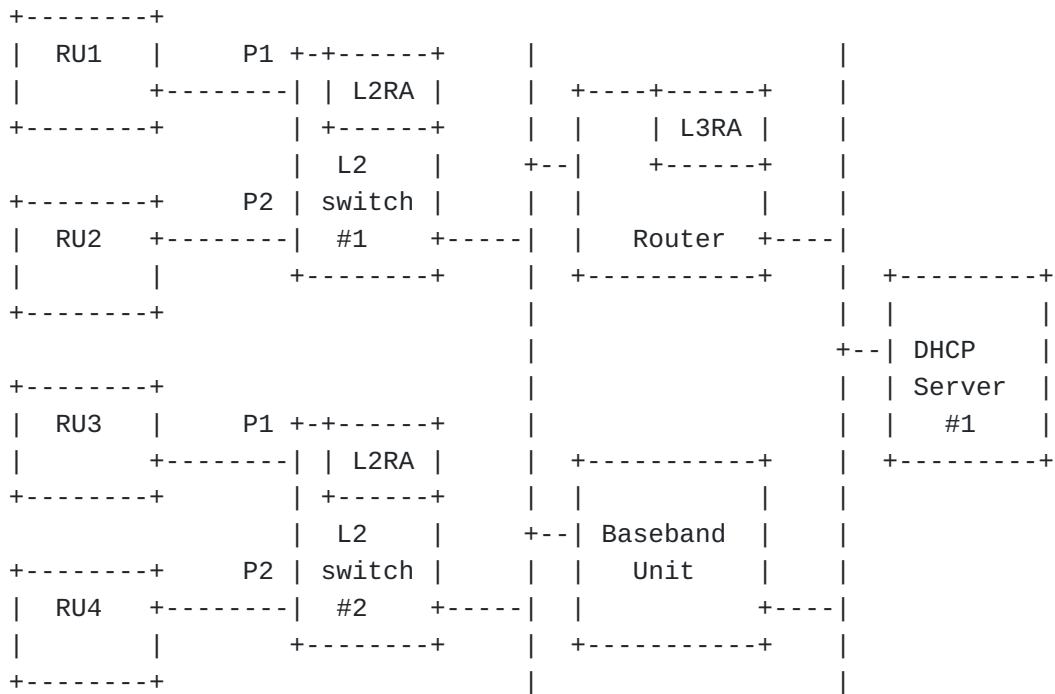 RU1 P1
L2RA
L3RA
L2
P2 switch
RU2 #1 Router
DHCP
Server
RU3 P1 #1
L2RA
L2 Baseband
P2 switch Unit
RU4 #2